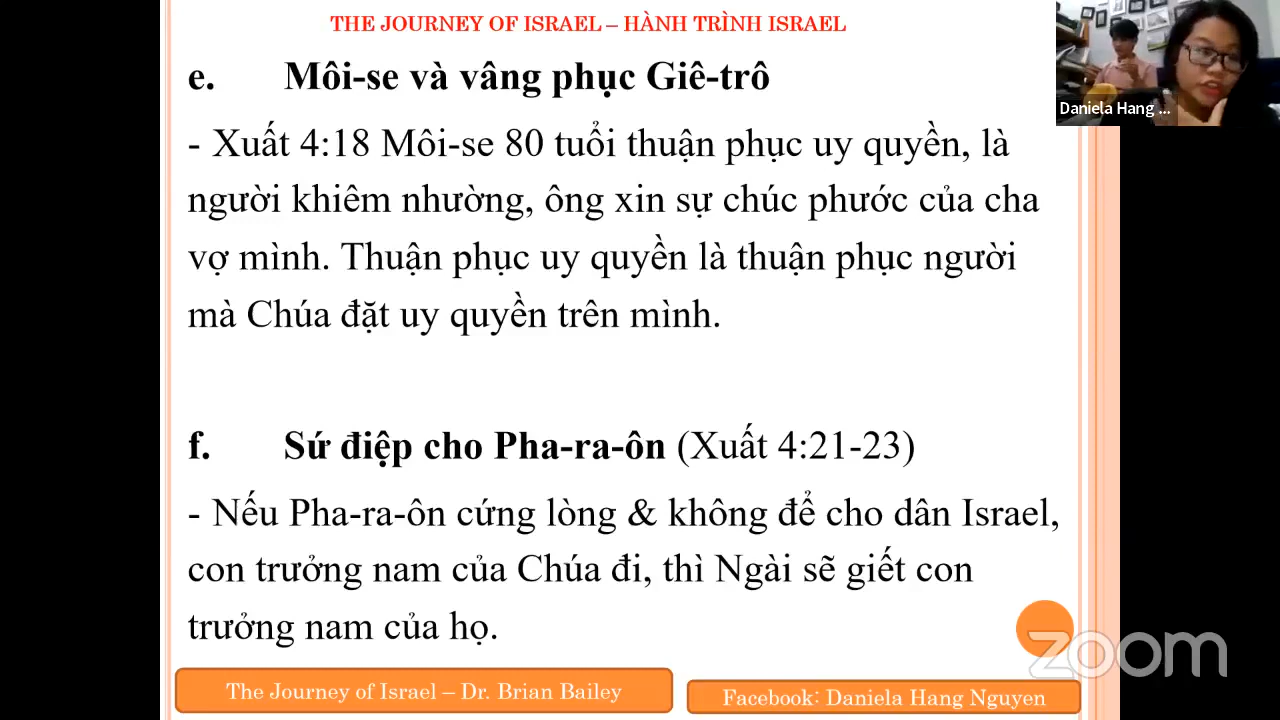 THE JOURNEY OF ISRAEL – HÀNH TRÌNH ISRAEL
e. Môi-se và vâng phục Giê-trô
- Xuất 4:18 Môi-se 80 tuổi thuận phục uy quyền, là
người khiêm nhường, ông xin sự chúc phước của cha
vợ mình. Thuận phục uy quyền là thuận phục người
mà Chúa đặt uy quyền trên mình.
f. Sứ điệp cho Pha-ra-ôn (Xuất 4:21-23)
- Nếu Pha-ra-ôn cứng lòng & không để cho dân Israel,
con trưởng nam của Chúa đi, thì Ngài sẽ giết con
trưởng nam của họ.
The Journey of Israel – Dr. Brian Bailey
Facebook: Daniela Hang Nguyen
Daniela Hang ...
zoom